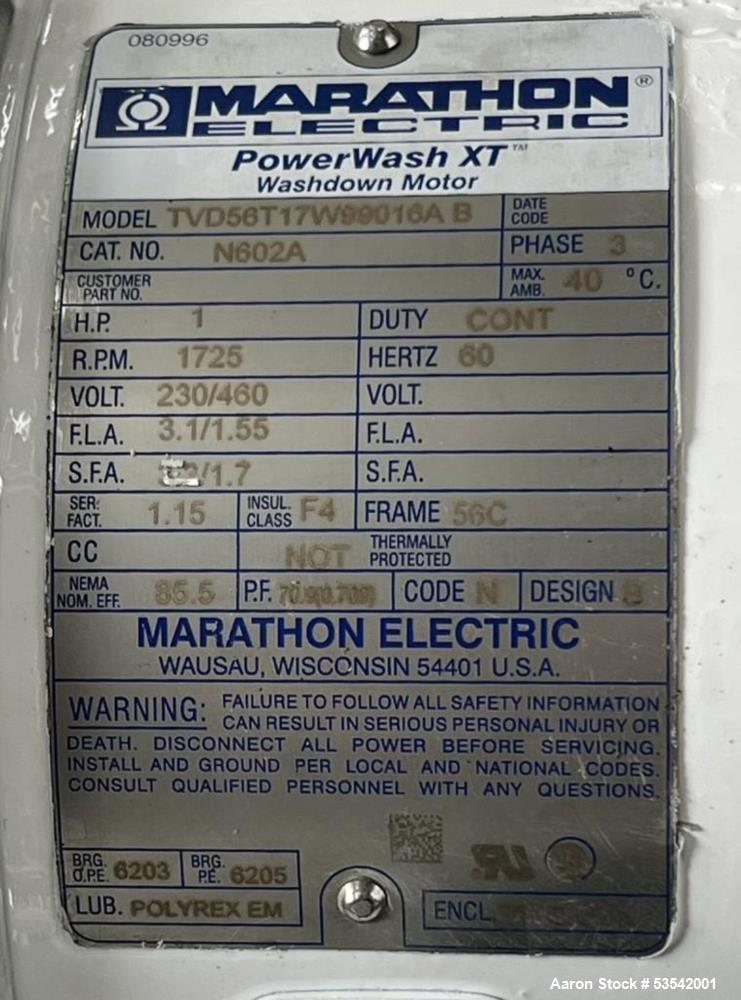 080996
MARATHON®
ELECTRIC
PowerWash XT™
Washdown Motor
MODEL TVD56T17W99016A B DATE CODE
CAT. NO. N602A PHASE 3
CUSTOMER PART NO. MAX. AMB. 40 °C.
H.P. 1 DUTY CONT
R.P.M. 1725 HERTZ 60
VOLT. 230/460 VOLT.
F.L.A. 3.1/1.55 F.L.A.
S.F.A. /1.7 S.F.A.
SER. FACT. 1.15 INSUL. CLASS F4 FRAME 56C
CC NOT THERMALLY PROTECTED
NEMA NOM. EFF. 85.5 P.F. 70.9(0.709) CODE N DESIGN B
MARATHON ELECTRIC
WAUSAU, WISCONSIN 54401 U.S.A.
WARNING: FAILURE TO FOLLOW ALL SAFETY INFORMATION
CAN RESULT IN SERIOUS PERSONAL INJURY OR
DEATH. DISCONNECT ALL POWER BEFORE SERVICING.
INSTALL AND GROUND PER LOCAL AND NATIONAL CODES.
CONSULT QUALIFIED PERSONNEL WITH ANY QUESTIONS.
BRG. O.P.E. 6203 BRG. P.E. 6205
LUB. POLYREX EM ENCL.
Aaron Stock # 53542001